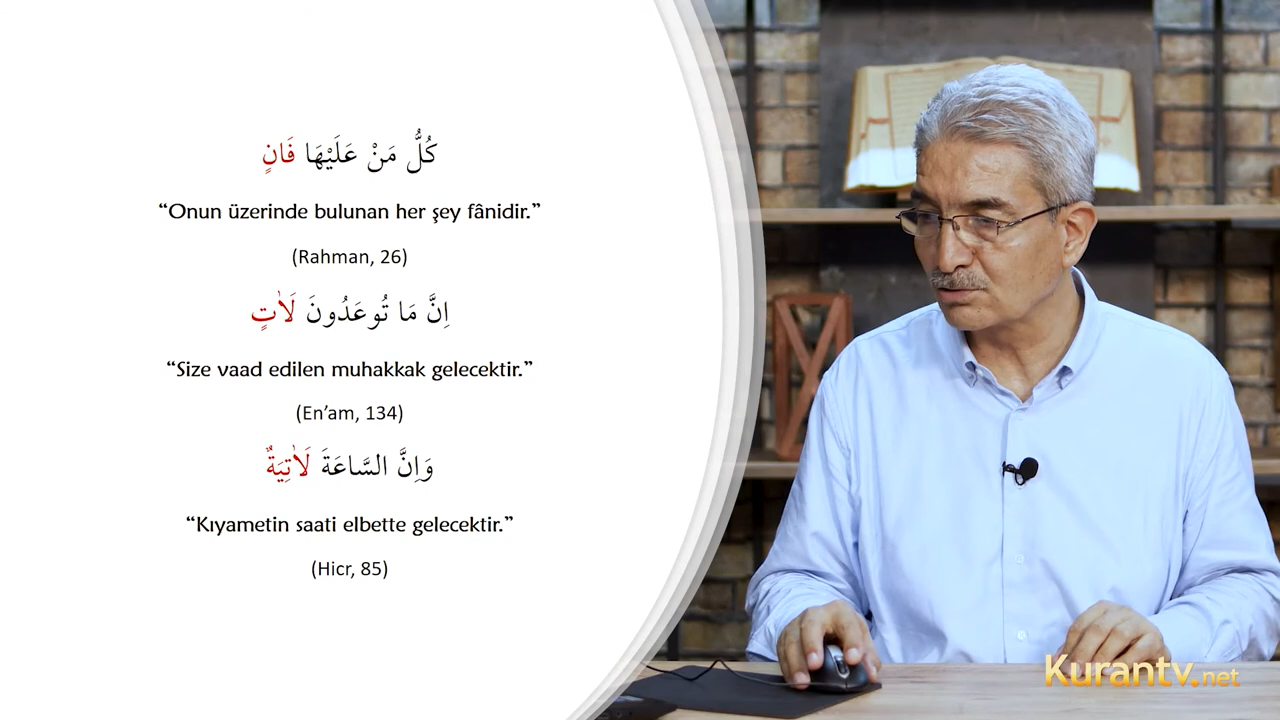 كُلُّ مَنْ عَلَيْهَا فَانٍ
“Onun üzerinde bulunan her şey fânidir.”
(Rahman, 26)
اِنَّ مَا تُوعَدُونَ لَاٰتٍ
“Size vaad edilen muhakkak gelecektir.”
(En’am, 134)
وَاِنَّ السَّاعَةَ لَاٰتِيَةٌ
“Kıyametin saati elbette gelecektir.”
(Hicr, 85)
Kurantv.net